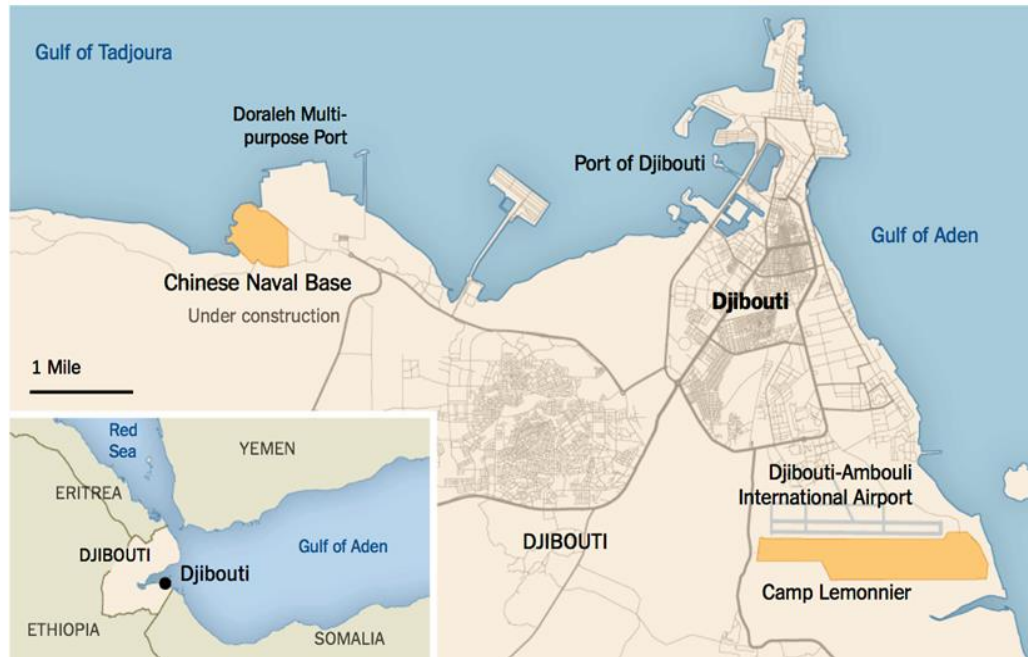 Gulf of Tadjoura
Doraleh Multi-
purpose Port
Port of Djibouti
Gulf of Aden
Chinese Naval Base
Under construction
Djibouti
1 Mile
Djibouti-Ambouli
International Airport
DJIBOUTI
Camp Lemonnier
Red
Sea
YEMEN
ERITREA
DJIBOUTI
Gulf of Aden
Djibouti
ETHIOPIA
SOMALIA